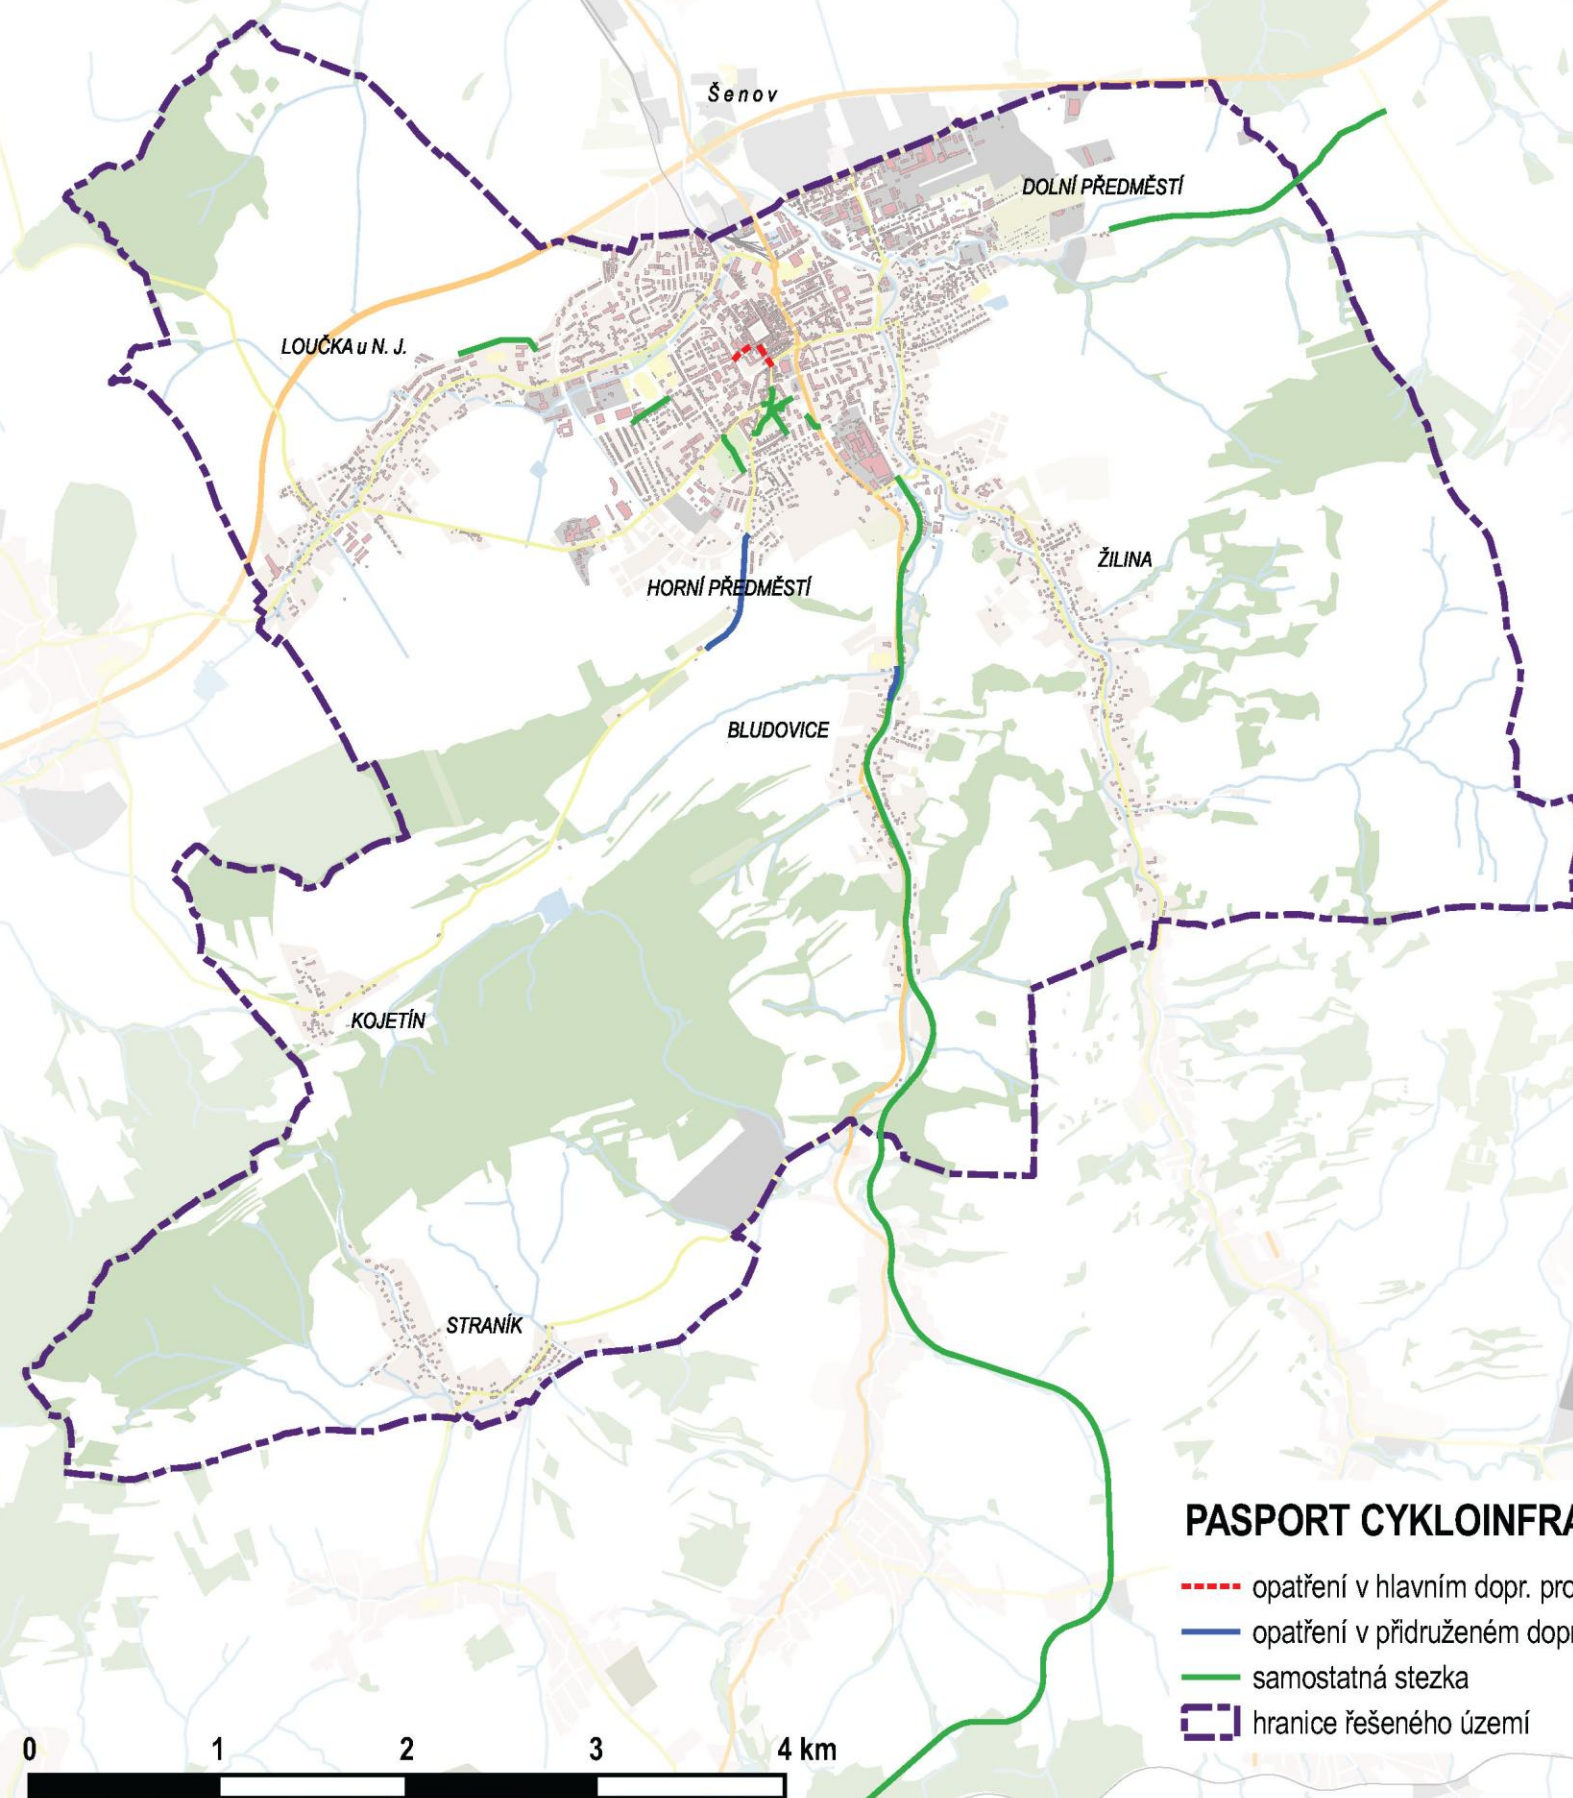 Šenov
DOLNÍ PŘEDMĚSTÍ
LOUČKA u N. J.
ŽILINA
HORNÍ PŘEDMĚSTÍ
BLUDOVICE
KOJETÍN
STRANÍK
PASPORT CYKLOINFRA
opatření v hlavním dopr. pro
opatření v přidruženém dopr
samostatná stezka
hranice řešeného území
0 1 2 3 4 km